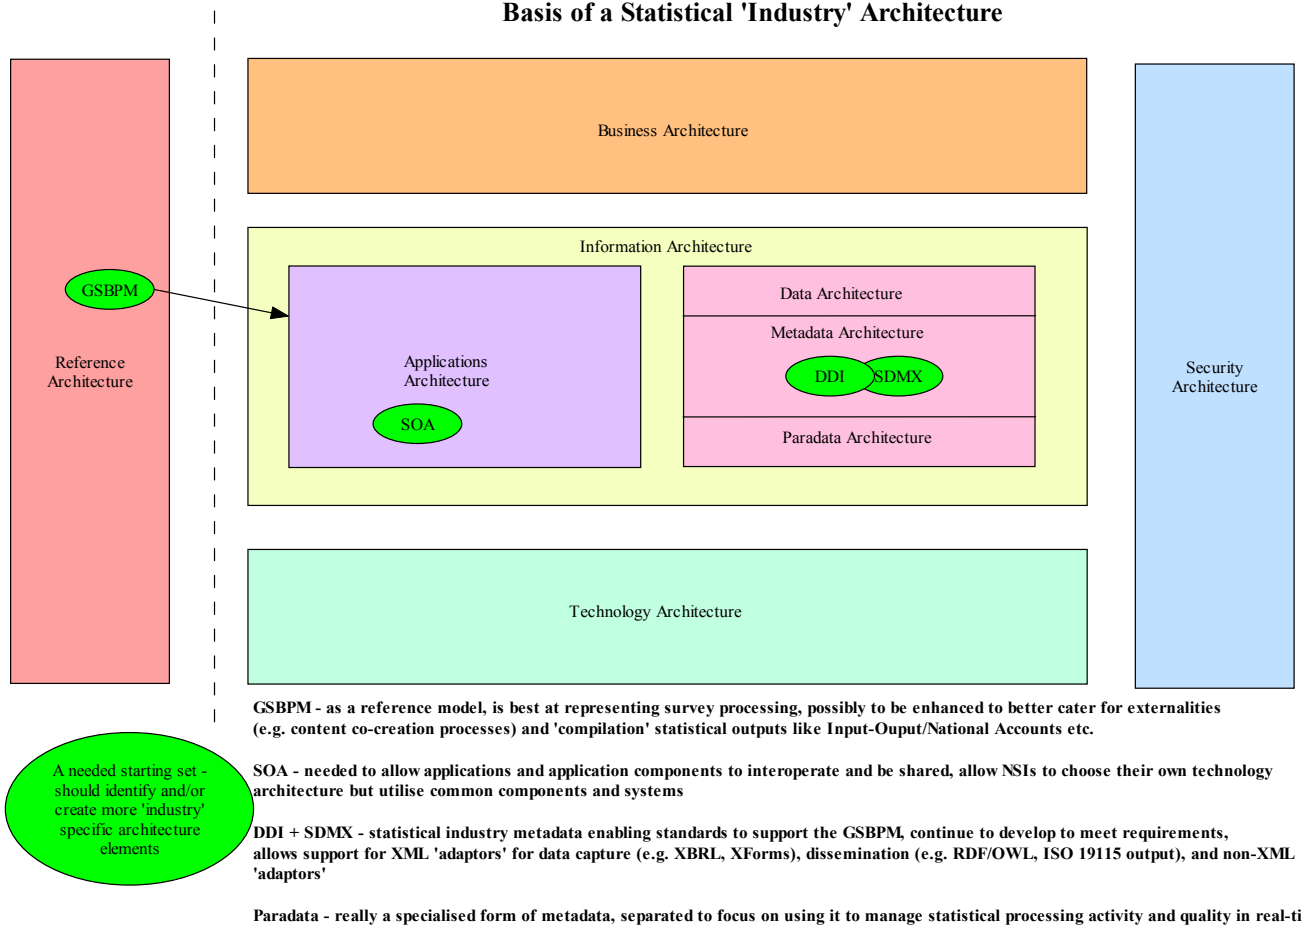 Basis of a Statistical 'Industry' Architecture
Business Architecture
Information Architecture
GSBPM
Reference
Architecture
Applications
Architecture
SOA
Data Architecture
Metadata Architecture
DDI
SDMX
Paradata Architecture
Security
Architecture
Technology Architecture
GSBPM - as a reference model, is best at representing survey processing, possibly to be enhanced to better cater for externalities
(e.g. content co-creation processes) and 'compilation' statistical outputs like Input-Ouput/National Accounts etc.
A needed starting set -
should identify and/or
create more 'industry'
specific architecture
elements
SOA - needed to allow applications and application components to interoperate and be shared, allow NSIs to choose their own technology
architecture but utilise common components and systems
DDI + SDMX - statistical industry metadata enabling standards to support the GSBPM, continue to develop to meet requirements,
allows support for XML 'adaptors' for data capture (e.g. XBRL, XForms), dissemination (e.g. RDF/OWL, ISO 19115 output), and non-XML
'adaptors'
Paradata - really a specialised form of metadata, separated to focus on using it to manage statistical processing activity and quality in real-ti